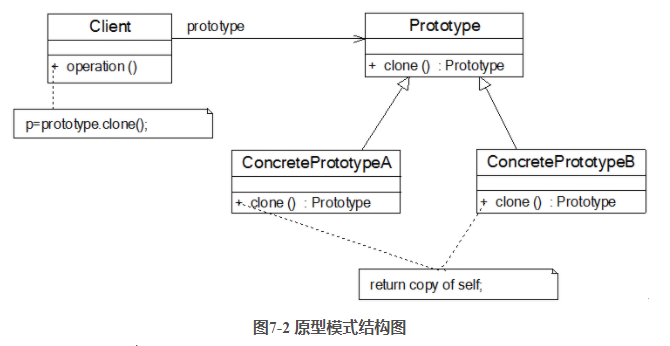 Client
prototype
Prototype
+ operation ()
+ clone () : Prototype
p=prototype.clone();
ConcretePrototypeA
ConcretePrototypeB
+ clone () : Prototype
+ clone () : Prototype
return copy of self;
图7-2 原型模式结构图